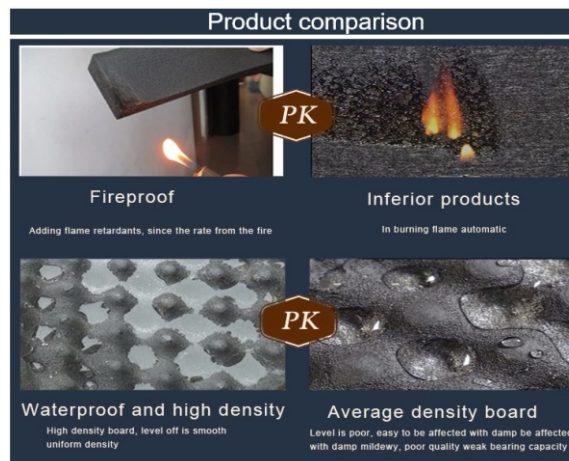 Product comparison
PK
Fireproof
Inferior products
Adding flame retardants, since the rate from the fire
In burning flame automatic
PK
Waterproof and high density
Average density board
High density board, level off is smooth
uniform density
Level is poor, easy to be affected with damp be affected
with damp mildewy, poor quality weak bearing capacity